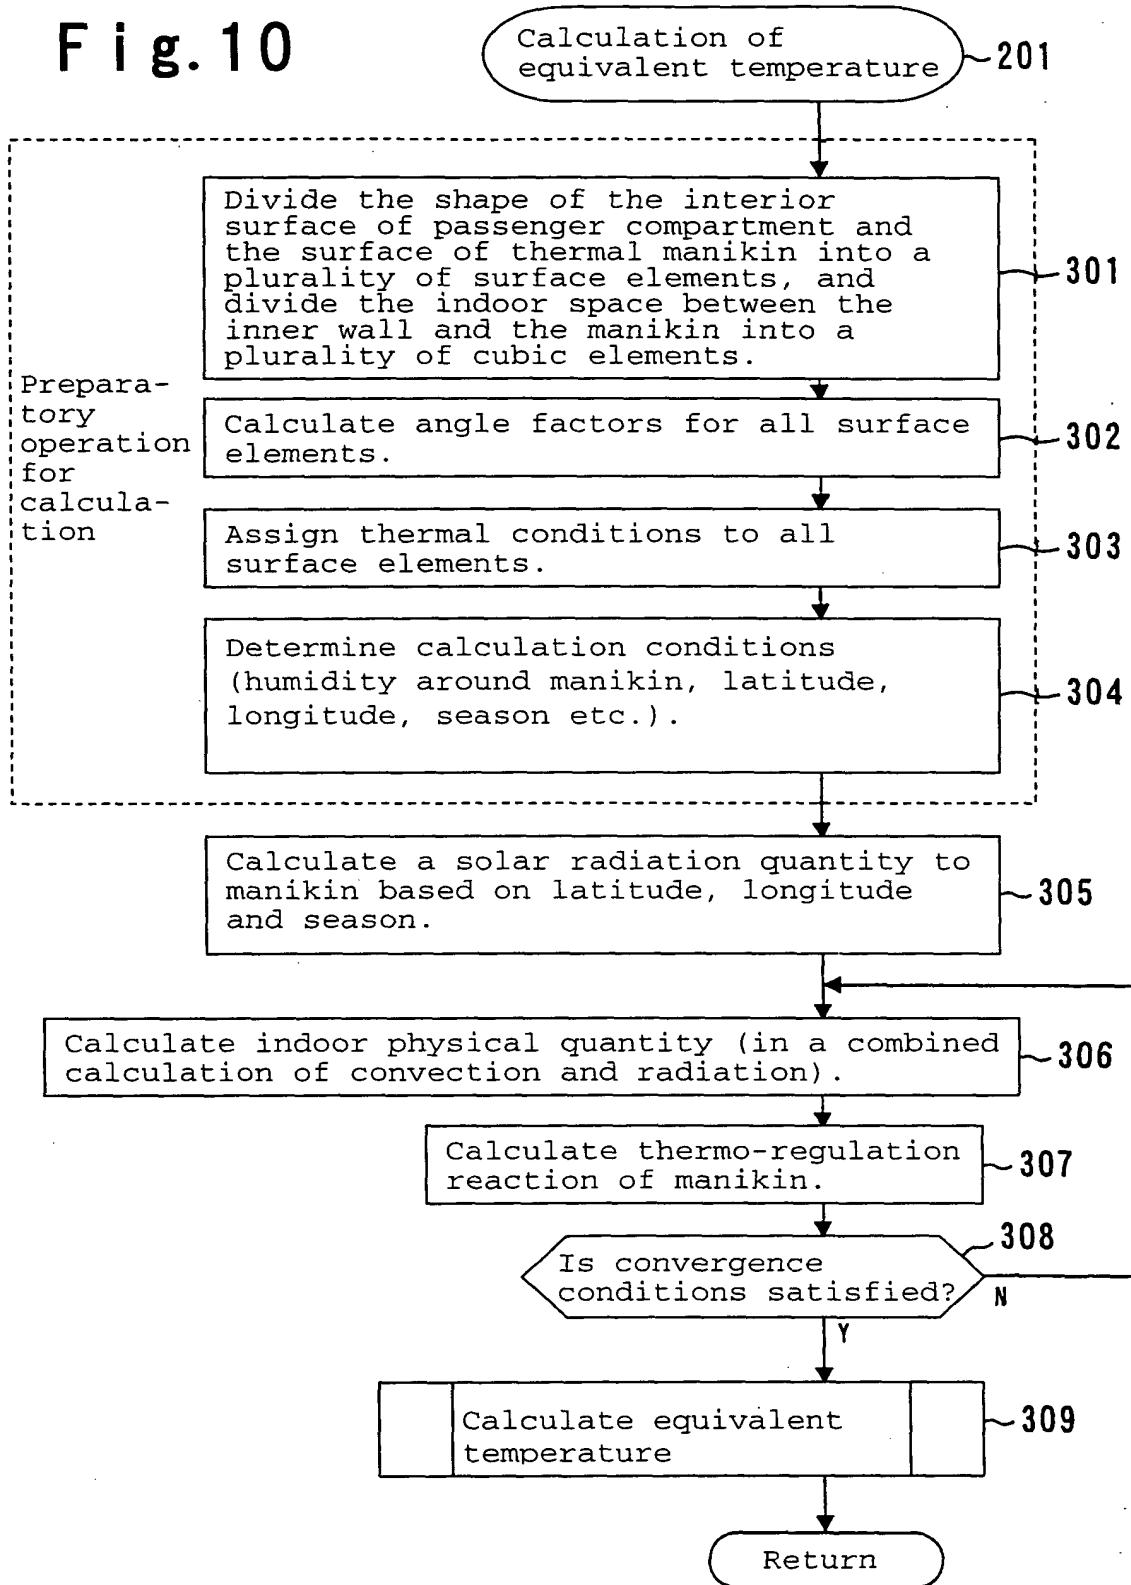 Fig.10
Calculation of
equivalent temperature
201
Divide the shape of the interior
surface of passenger compartment and
the surface of thermal manikin into a
plurality of surface elements, and
divide the indoor space between the
inner wall and the manikin into a
plurality of cubic elements.
301
Prepara-
tory
operation
for
calcula-
tion
Calculate angle factors for all surface
elements.
302
Assign thermal conditions to all
surface elements.
303
Determine calculation conditions
(humidity around manikin, latitude,
longitude, season etc.).
304
Calculate a solar radiation quantity to
manikin based on latitude, longitude
and season.
305
Calculate indoor physical quantity (in a combined
calculation of convection and radiation).
306
Calculate thermo-regulation
reaction of manikin.
307
Is convergence
conditions satisfied?
308
N
Y
Calculate equivalent
temperature
309
Return